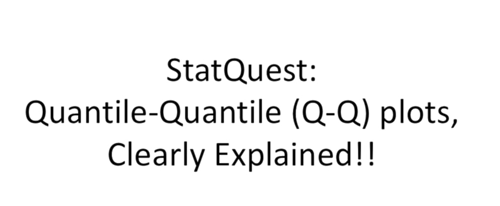 StatQuest:
Quantile-Quantile (Q-Q) plots,
Clearly Explained!!